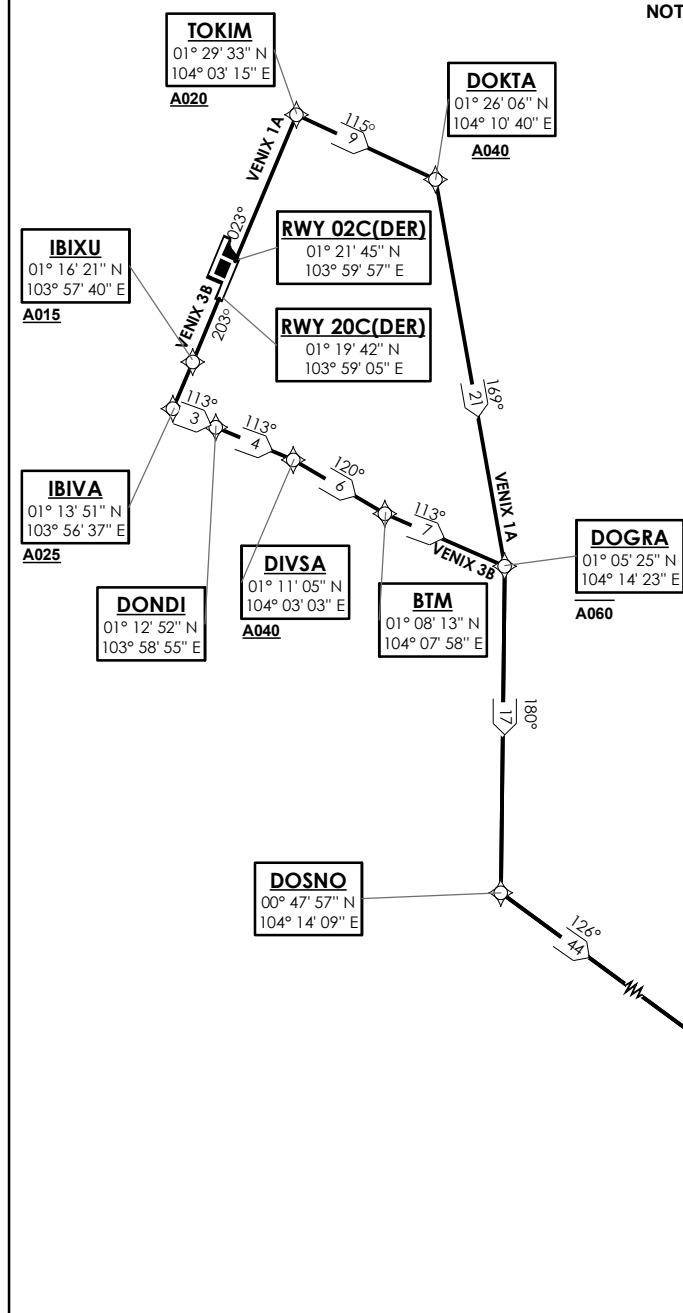 NOT
TOKIM
01° 29' 33" N
104° 03' 15" E
A020
DOKTA
01° 26' 06" N
104° 10' 40" E
A040
115°
9
VENIX 1A
023°
RWY 02C(DER)
01° 21' 45" N
103° 59' 57" E
IBIXU
01° 16' 21" N
103° 57' 40" E
A015
VENIX 3B
203°
RWY 20C(DER)
01° 19' 42" N
103° 59' 05" E
169°
21
VENIX 1A
113°
3
113°
4
120°
6
113°
7
VENIX 3B
IBIVA
01° 13' 51" N
103° 56' 37" E
A025
DOGRA
01° 05' 25" N
104° 14' 23" E
A060
DIVSA
01° 11' 05" N
104° 03' 03" E
A040
DONDI
01° 12' 52" N
103° 58' 55" E
BTM
01° 08' 13" N
104° 07' 58" E
180°
17
DOSNO
00° 47' 57" N
104° 14' 09" E
126°
44